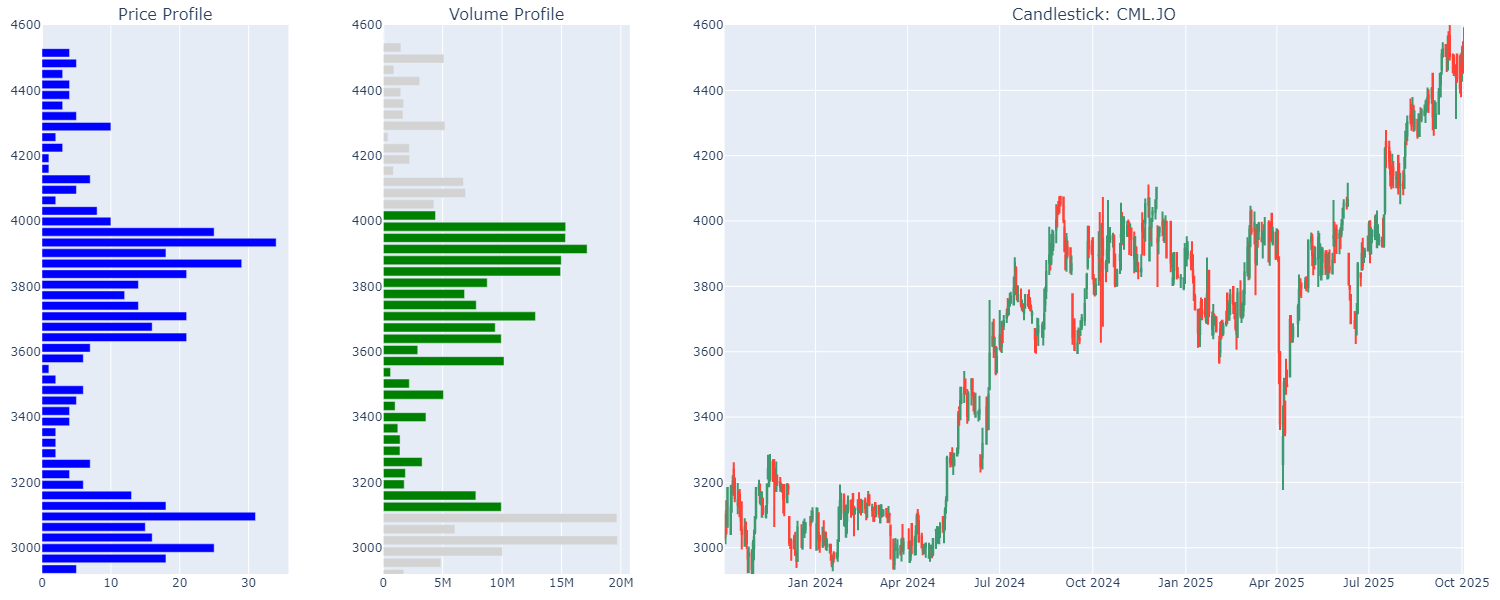 Price Profile
Volume Profile
Candlestick: CML.JO
4600
4400
4200
4000
3800
3600
3400
3200
3000
0
10
20
30
4600
4400
4200
4000
3800
3600
3400
3200
3000
0
5M
10M
15M
20M
4600
4400
4200
4000
3800
3600
3400
3200
3000
Jan 2024
Apr 2024
Jul 2024
Oct 2024
Jan 2025
Apr 2025
Jul 2025
Oct 2025